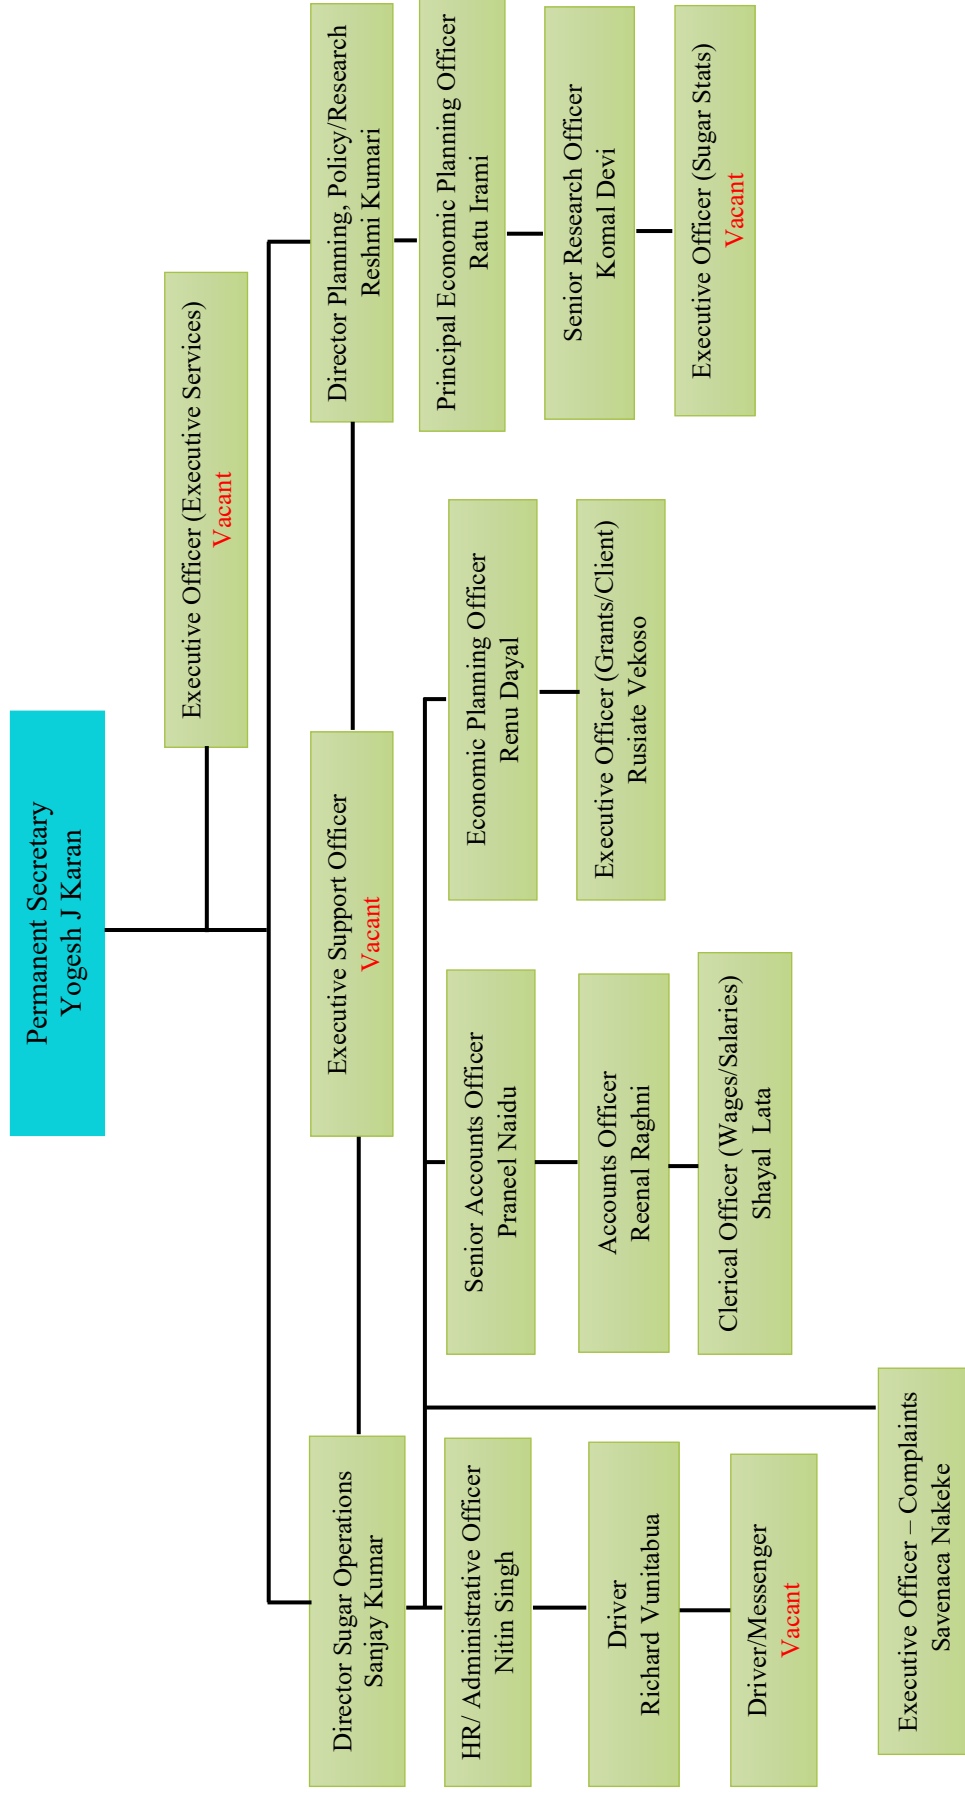 Permanent Secretary
Yogesh J Karan
Executive Officer (Executive Services)
Vacant
Director Sugar Operations
Sanjay Kumar
Executive Support Officer
Vacant
Director Planning, Policy/Research
Reshmi Kumari
HR/ Administrative Officer
Nitin Singh
Senior Accounts Officer
Praneel Naidu
Economic Planning Officer
Renu Dayal
Principal Economic Planning Officer
Ratu Irami
Driver
Richard Vunitabua
Accounts Officer
Reenal Raghni
Executive Officer (Grants/Client)
Rusiate Vekoso
Senior Research Officer
Komal Devi
Driver/Messenger
Vacant
Clerical Officer (Wages/Salaries)
Shayal Lata
Executive Officer (Sugar Stats)
Vacant
Executive Officer – Complaints
Savenaca Nakeke